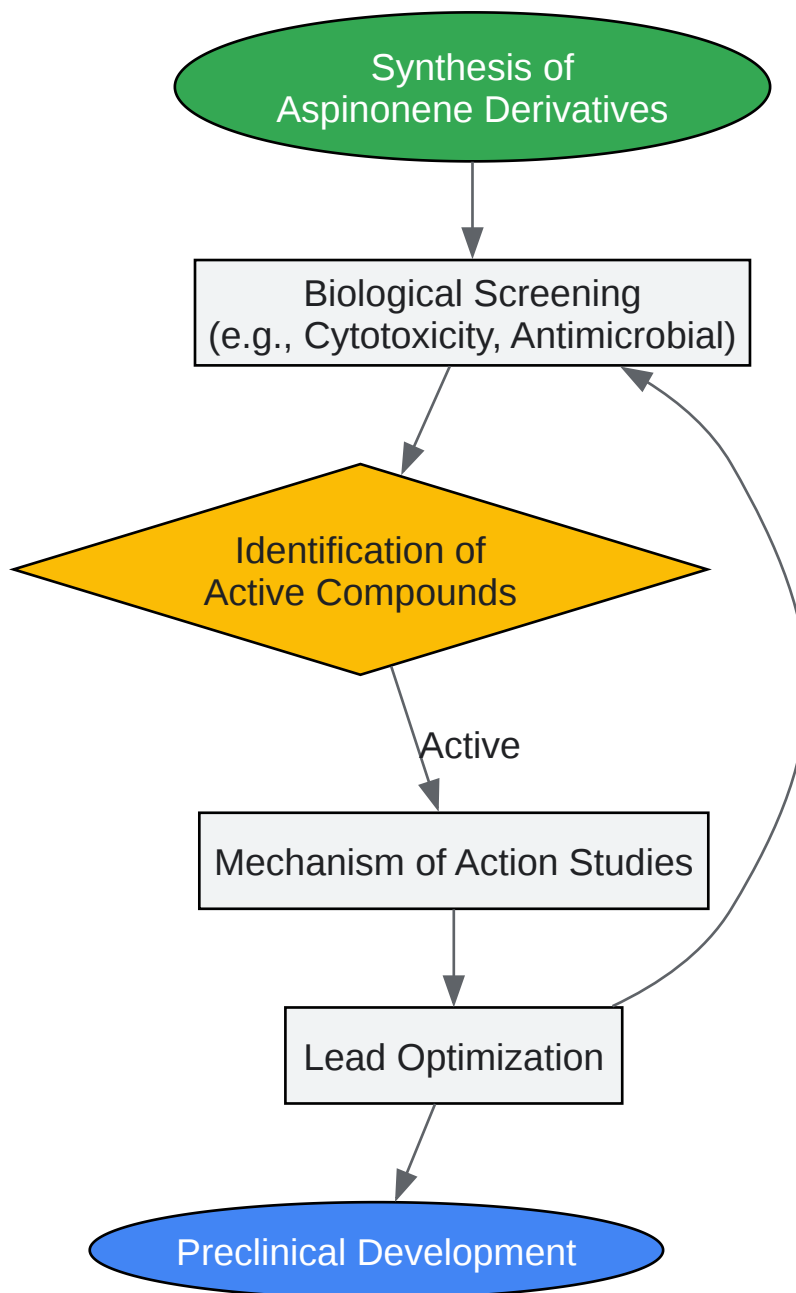 Synthesis of
Aspinonene Derivatives
Biological Screening
(e.g., Cytotoxicity, Antimicrobial)
Identification of
Active Compounds
Active
Mechanism of Action Studies
Lead Optimization
Preclinical Development